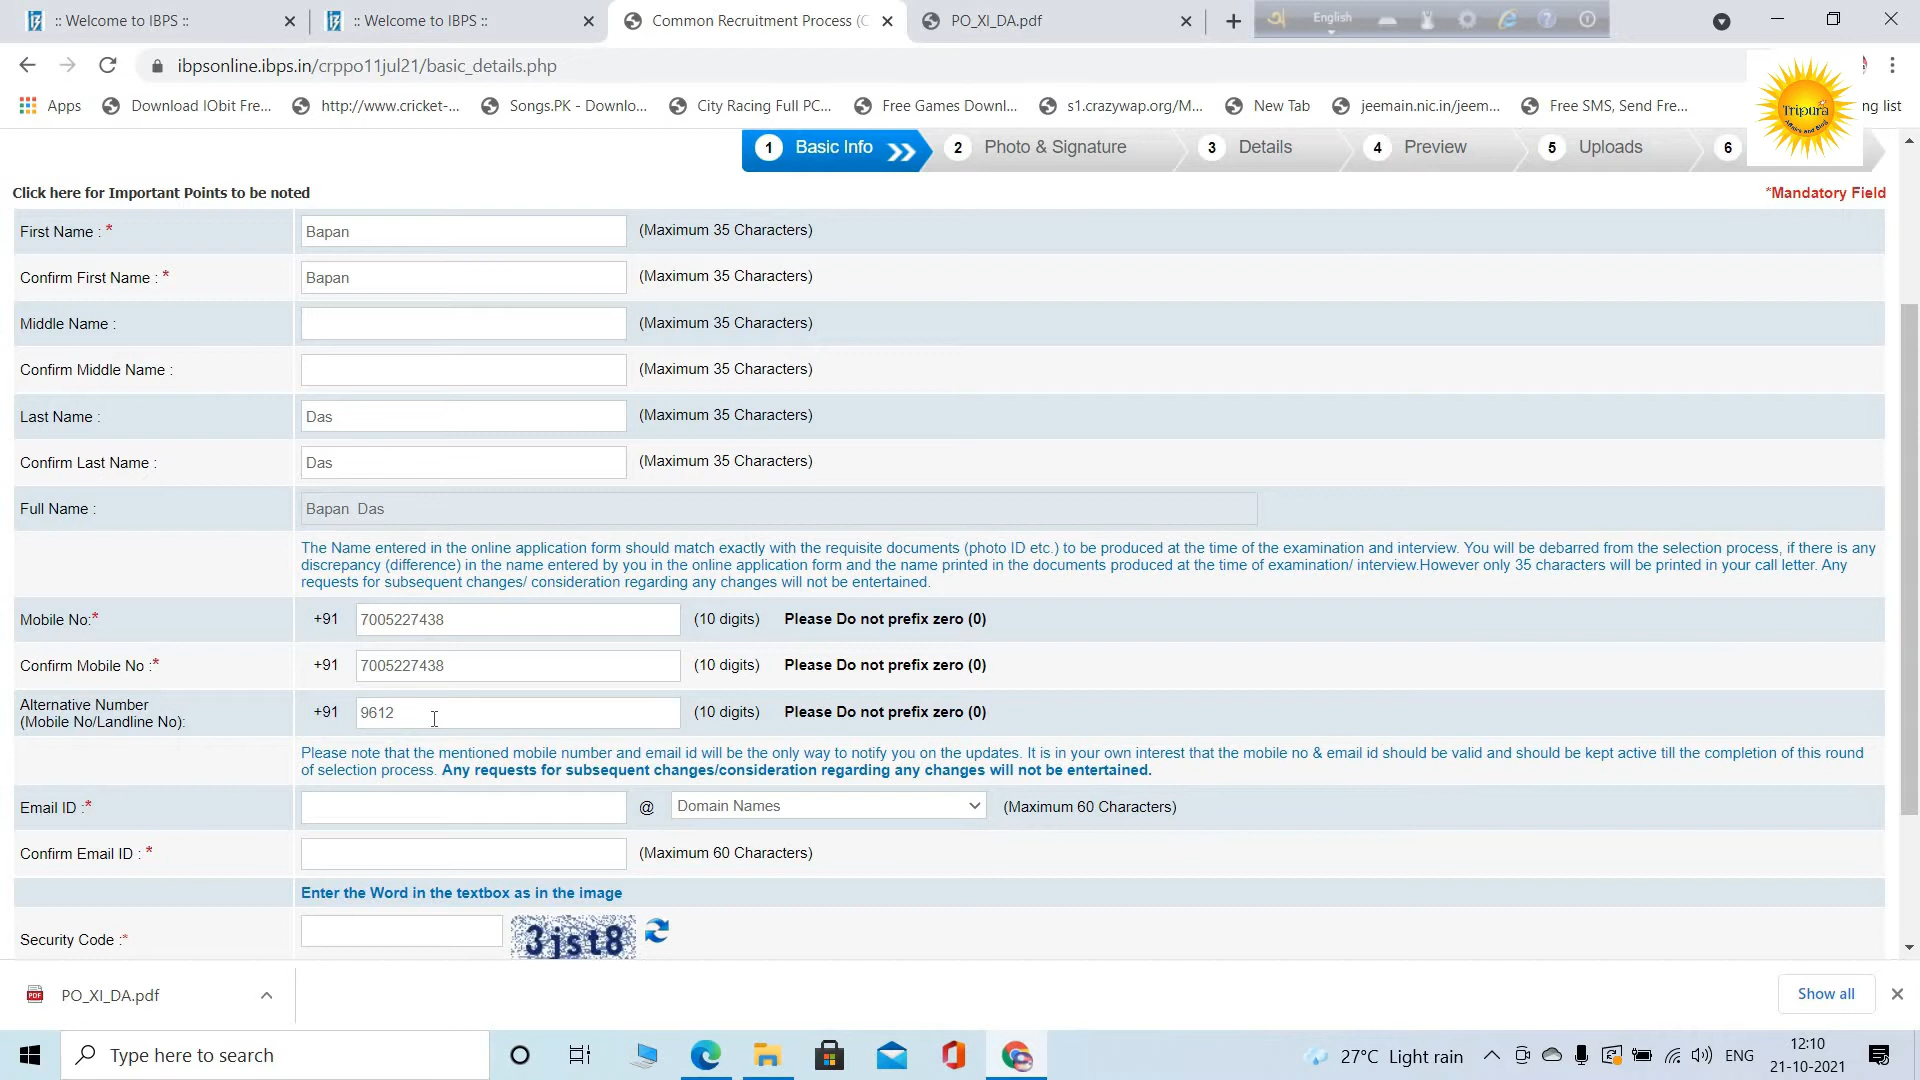 :: Welcome to IBPS ::
:: Welcome to IBPS ::
Common Recruitment Process (C
PO_XI_DA.pdf
English
ibpsonline.ibps.in/crppo11jul21/basic_details.php
Apps
Download IObit Fre...
http://www.cricket-...
Songs.PK - Downlo...
City Racing Full PC...
Free Games Downl...
s1.crazywap.org/M...
New Tab
jeemain.nic.in/jeem...
Free SMS, Send Fre...
ng list
Tripura
1 Basic Info
2 Photo & Signature
3 Details
4 Preview
5 Uploads
6
Click here for Important Points to be noted
*Mandatory Field
First Name : * Bapan (Maximum 35 Characters)
Confirm First Name : * Bapan (Maximum 35 Characters)
Middle Name : (Maximum 35 Characters)
Confirm Middle Name : (Maximum 35 Characters)
Last Name : Das (Maximum 35 Characters)
Confirm Last Name : Das (Maximum 35 Characters)
Full Name : Bapan Das
The Name entered in the online application form should match exactly with the requisite documents (photo ID etc.) to be produced at the time of the examination and interview. You will be debarred from the selection process, if there is any
discrepancy (difference) in the name entered by you in the online application form and the name printed in the documents produced at the time of examination/ interview.However only 35 characters will be printed in your call letter. Any
requests for subsequent changes/ consideration regarding any changes will not be entertained.
Mobile No:* +91 7005227438 (10 digits) Please Do not prefix zero (0)
Confirm Mobile No :* +91 7005227438 (10 digits) Please Do not prefix zero (0)
Alternative Number
(Mobile No/Landline No): +91 9612 (10 digits) Please Do not prefix zero (0)
Please note that the mentioned mobile number and email id will be the only way to notify you on the updates. It is in your own interest that the mobile no & email id should be valid and should be kept active till the completion of this round
of selection process. Any requests for subsequent changes/consideration regarding any changes will not be entertained.
Email ID :* @ Domain Names (Maximum 60 Characters)
Confirm Email ID : * (Maximum 60 Characters)
Enter the Word in the textbox as in the image
Security Code :* 3jst8
PO_XI_DA.pdf
Show all
Type here to search
27°C Light rain
ENG
12:10
21-10-2021